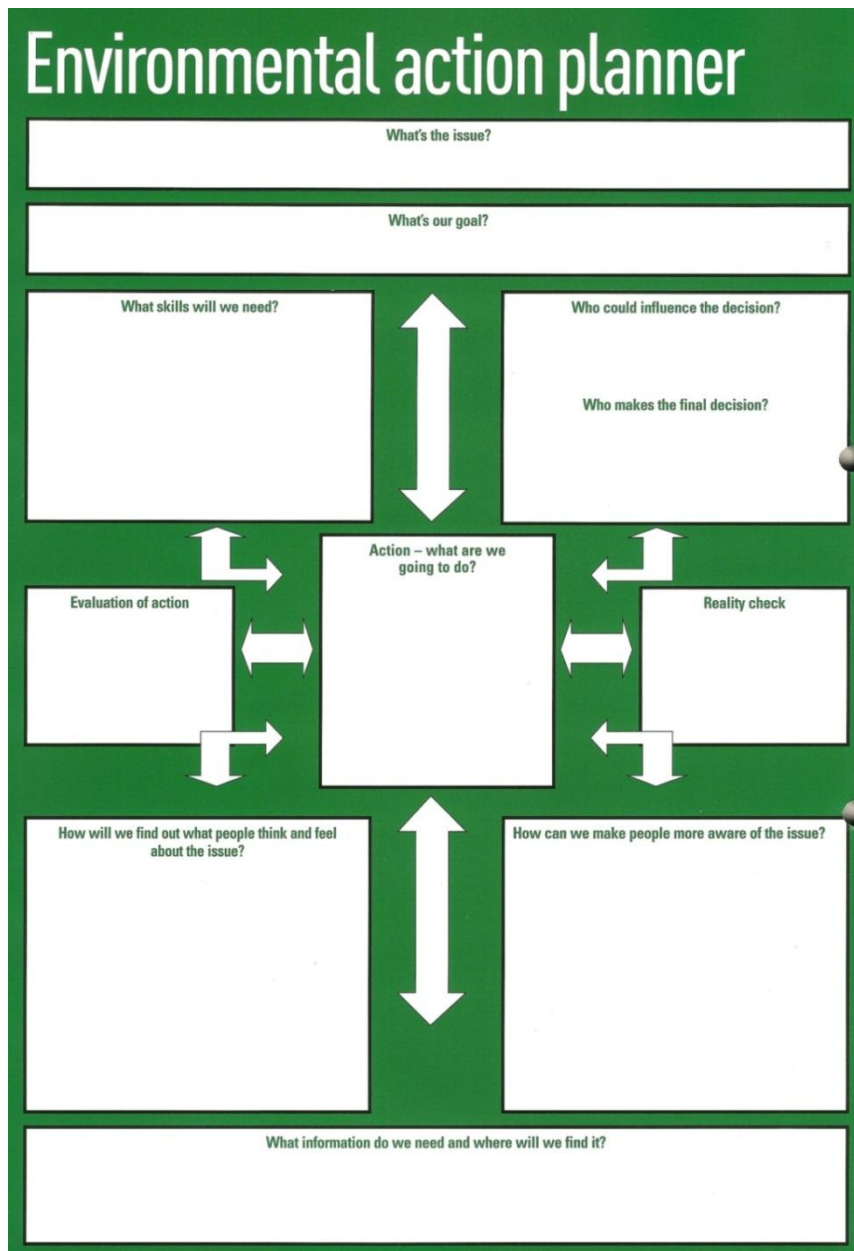 Environmental action planner
What's the issue?
What's our goal?
What skills will we need?
Who could influence the decision?
Who makes the final decision?
Action – what are we
going to do?
Evaluation of action
Reality check
How will we find out what people think and feel
about the issue?
How can we make people more aware of the issue?
What information do we need and where will we find it?